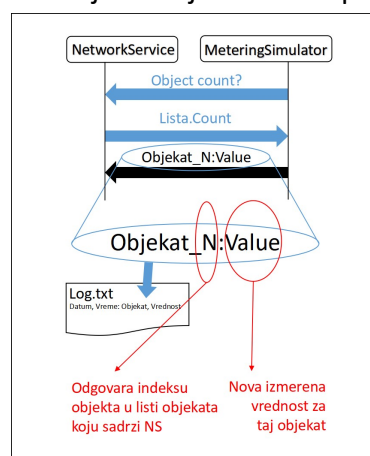 NetworkService MeteringSimulator
Object count?
Lista.Count
Objekat_N:Value
Objekat_N:Value
Log.txt
Datum, Vreme: Objekat, Vrednost
Odgovara indeksu
objekta u listi objekata
koju sadrzi NS
Nova izmerena
vrednost za
taj objekat